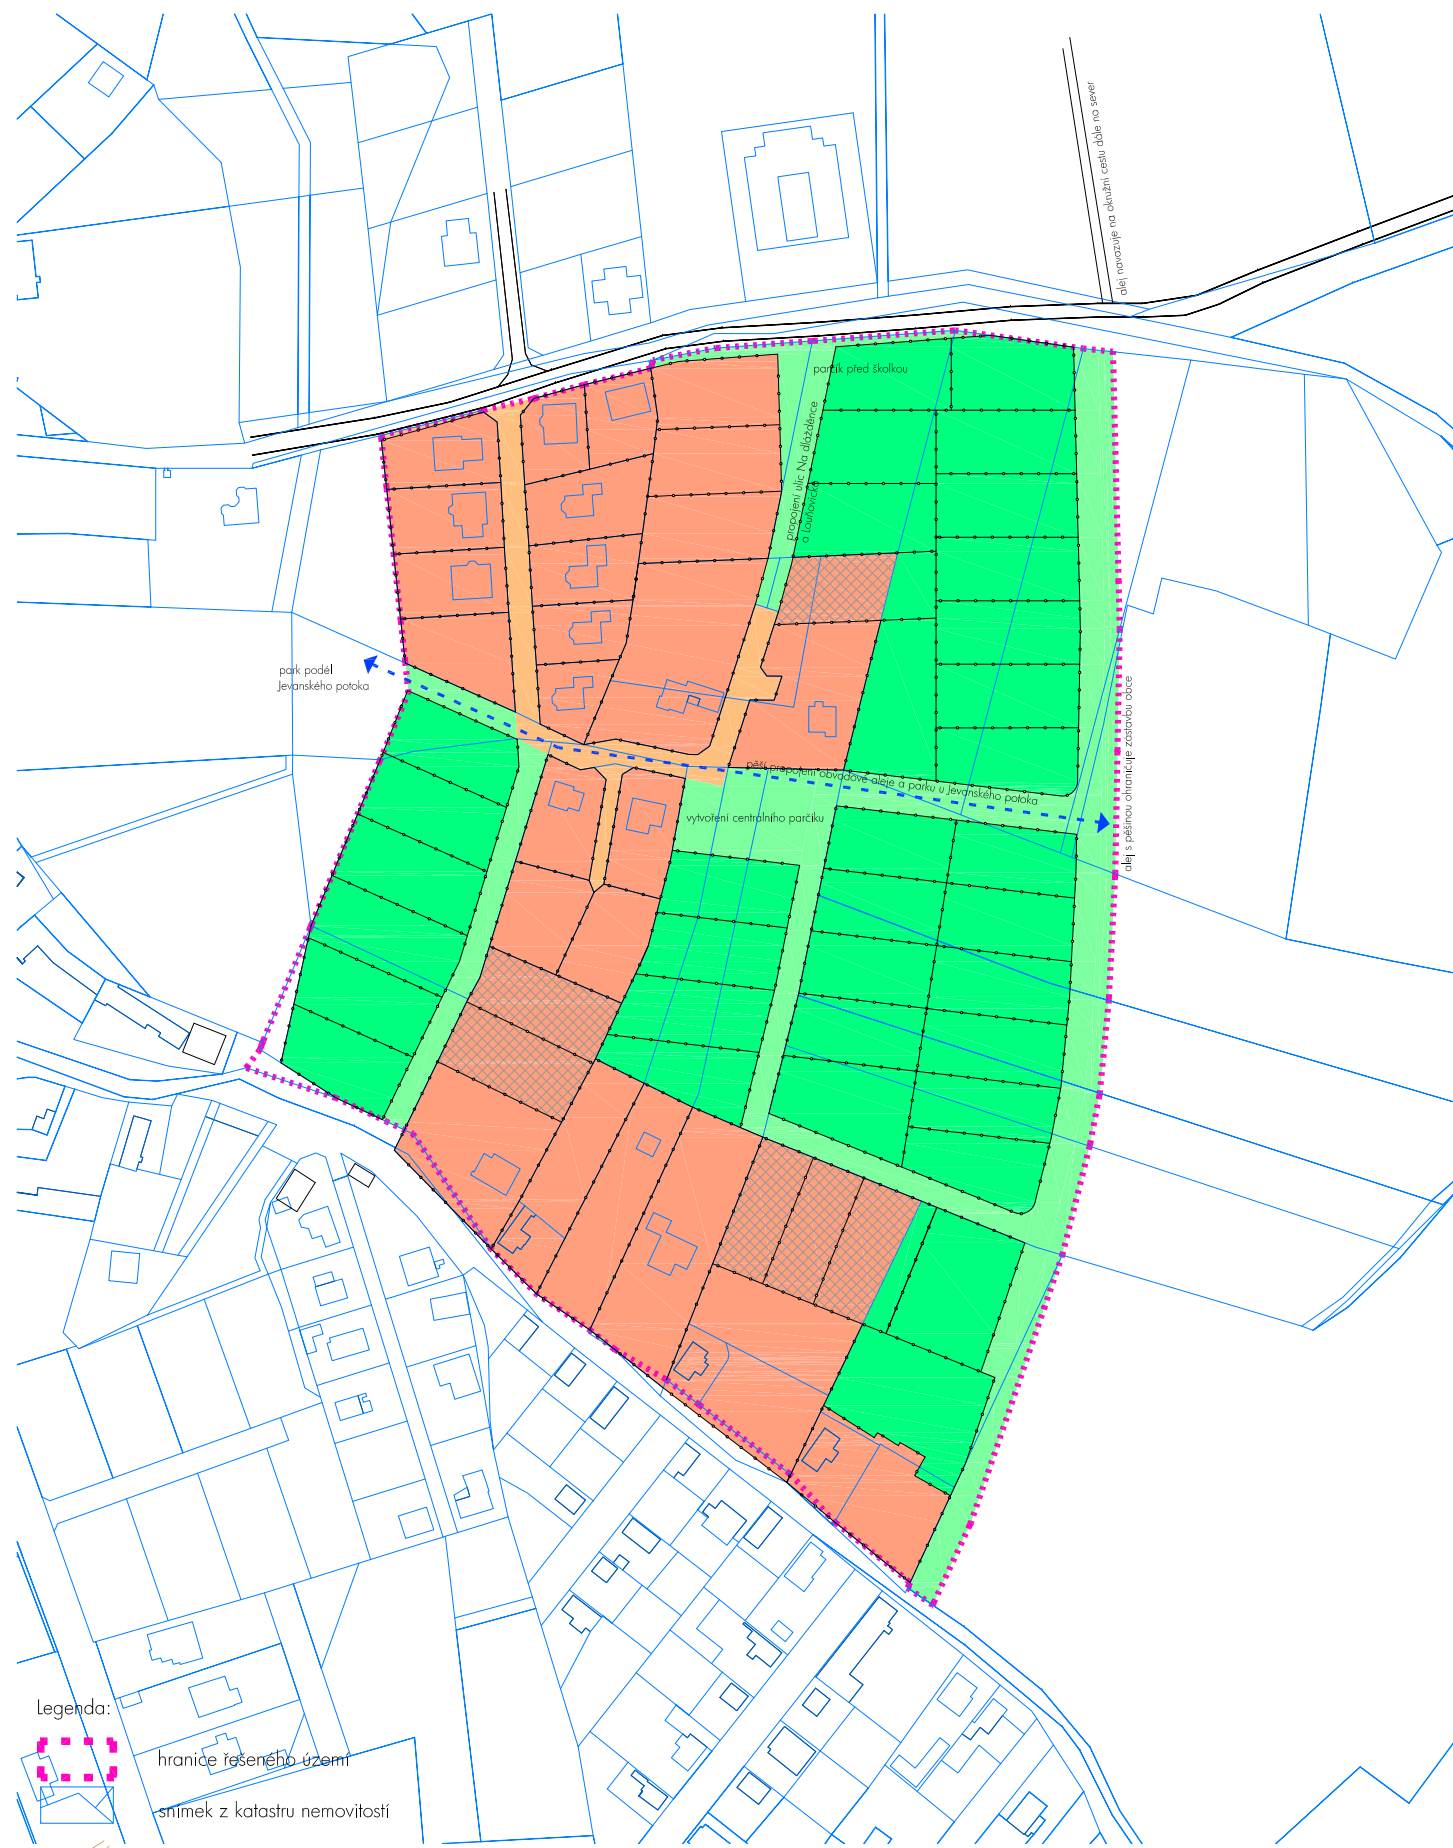 alej navazuje na okružní cestu dále na sever
parčík před školkou
propojení ulic Na dlážděnce
a Louňovická
park podél
Jevanského potoka
pěší propojení obvodové aleje a parku u Jevanského potoka
vytvoření centrálního parčíku
alej s pěšinou ohraničuje zástavbu obce
Legenda:
hranice řešeného území
snímek z katastru nemovitostí